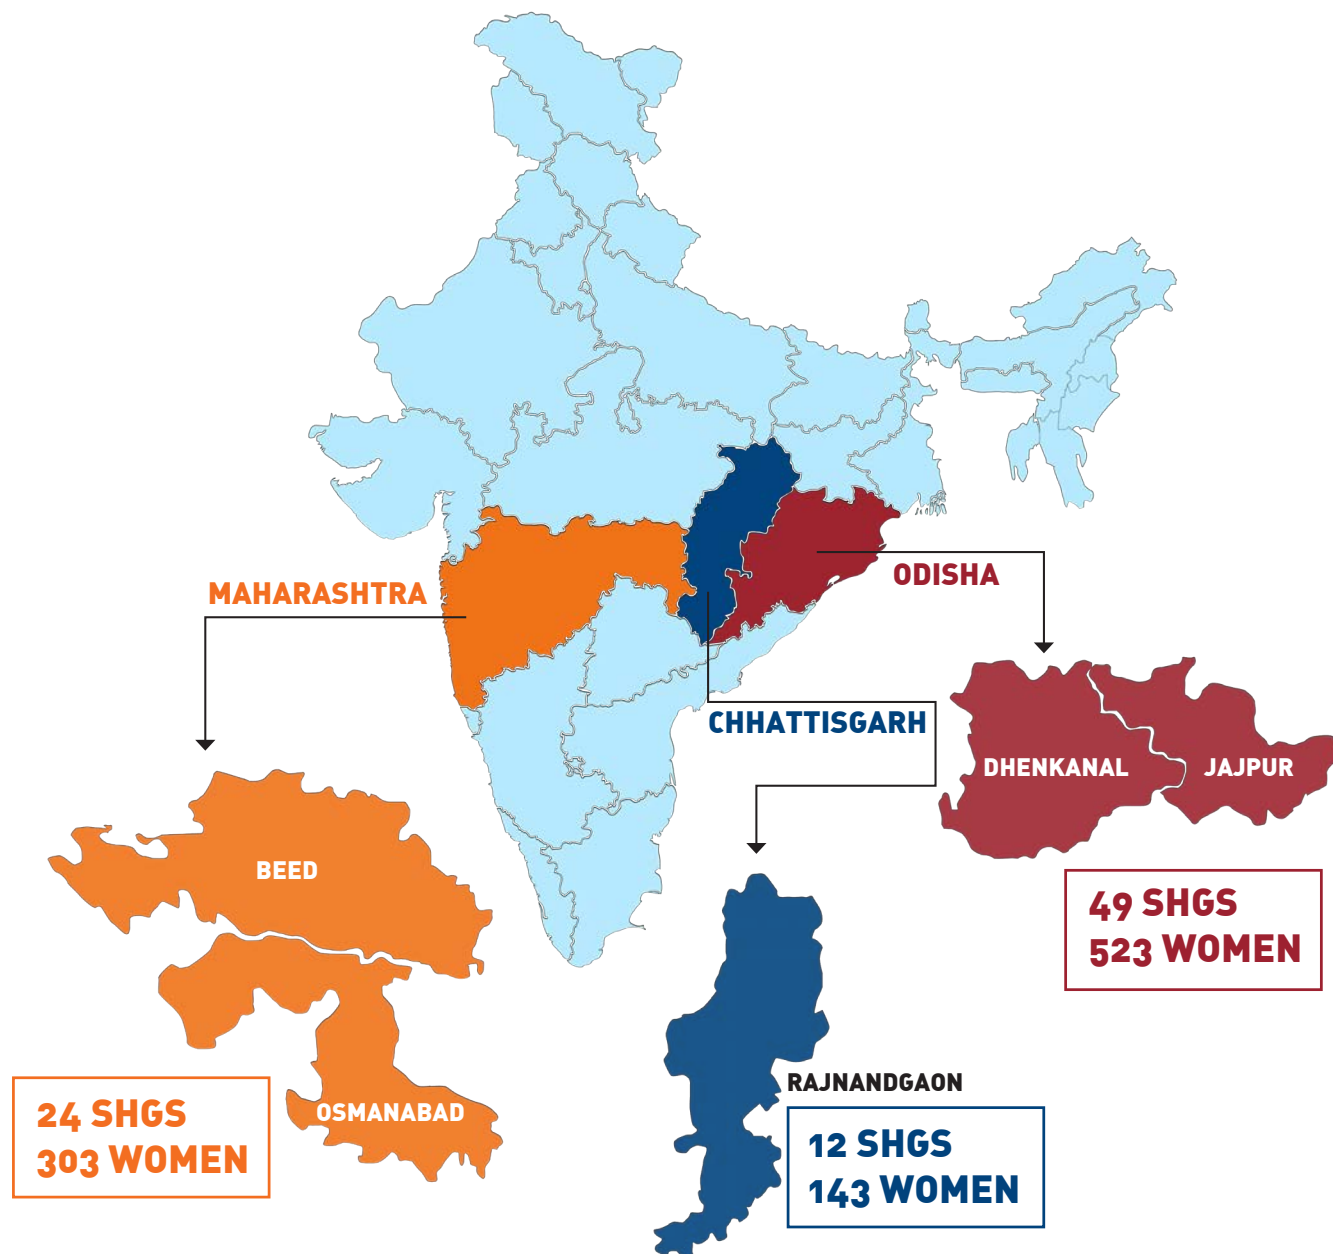 MAHARASHTRA
ODISHA
CHHATTISGARH
DHENKANAL
JAJPUR
BEED
49 SHGS
523 WOMEN
RAJNANDGAON
OSMANABAD
24 SHGS
303 WOMEN
12 SHGS
143 WOMEN